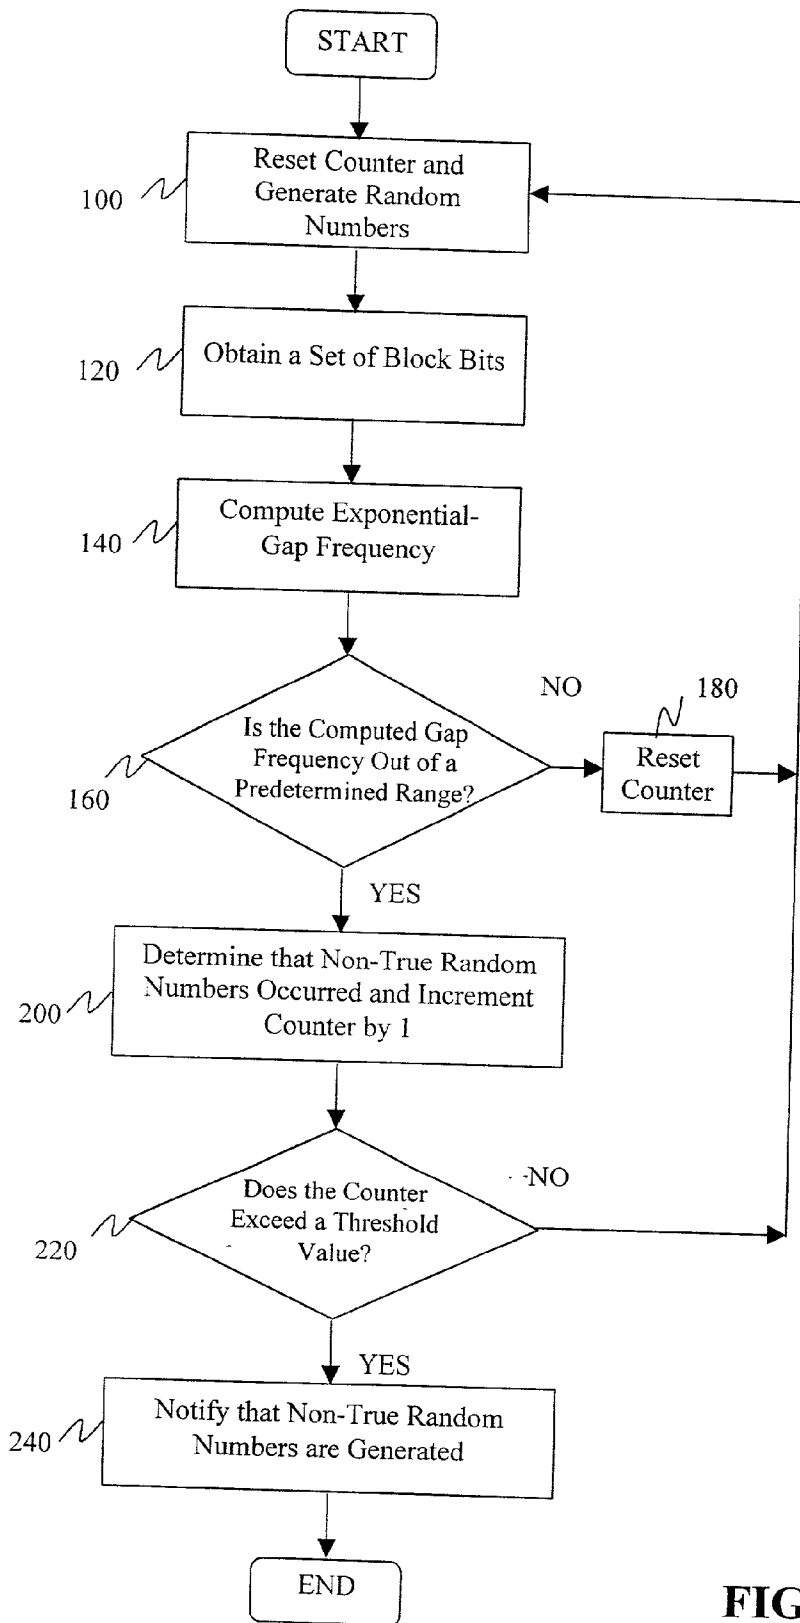 START
Reset Counter and
Generate Random
Numbers
100
Obtain a Set of Block Bits
120
Compute Exponential-
Gap Frequency
140
NO
180
Is the Computed Gap
Frequency Out of a
Predetermined Range?
Reset
Counter
160
YES
Determine that Non-True Random
Numbers Occurred and Increment
Counter by 1
200
NO
Does the Counter
Exceed a Threshold
Value?
220
YES
Notify that Non-True Random
Numbers are Generated
240
END
FIG